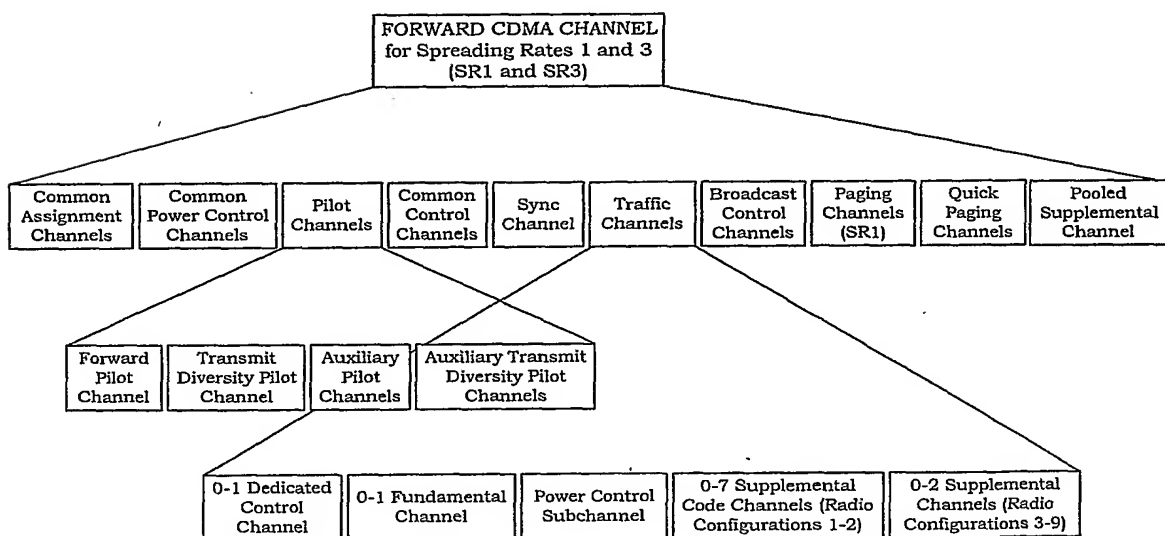 FORWARD CDMA CHANNEL
for Spreading Rates 1 and 3
(SR1 and SR3)
Common
Assignment
Channels
Common
Power Control
Channels
Pilot
Channels
Common
Control
Channels
Sync
Channel
Traffic
Channels
Broadcast
Control
Channels
Paging
Channels
(SR1)
Quick
Paging
Channels
Pooled
Supplemental
Channel
Forward
Pilot
Channel
Transmit
Diversity Pilot
Channel
Auxiliary
Pilot
Channels
Auxiliary Transmit
Diversity Pilot
Channels
0-1 Dedicated
Control
Channel
0-1 Fundamental
Channel
Power Control
Subchannel
0-7 Supplemental
Code Channels (Radio
Configurations 1-2)
0-2 Supplemental
Channels (Radio
Configurations 3-9)